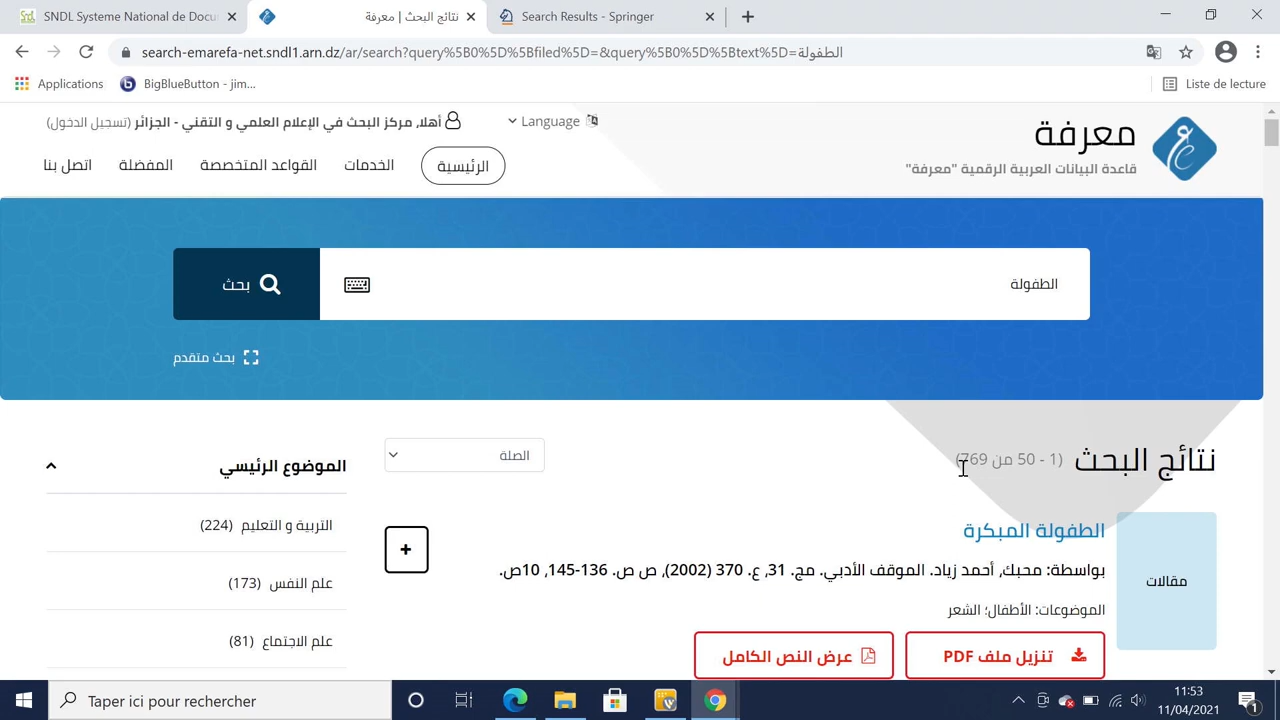 SNDL Systeme National de Docu
نتائج البحث | معرفة
Search Results - Springer
search-emarefa-net.sndl1.arn.dz/ar/search?query%5B0%5D%5Bfiled%5D=&query%5B0%5D%5Btext%5D=الطفولة
Applications
BigBlueButton - jim...
Liste de lecture
معرفة
قاعدة البيانات العربية الرقمية "معرفة"
Language
أهلا، مركز البحث في الإعلام العلمي و التقني - الجزائر (تسجيل الدخول)
الرئيسية
الخدمات
القواعد المتخصصة
المفضلة
اتصل بنا
الطفولة
بحث
بحث متقدم
نتائج البحث (1 - 50 من 769)
الصلة
الموضوع الرئيسي
التربية و التعليم (224)
علم النفس (173)
علم الاجتماع (81)
مقالات
الطفولة المبكرة
+
بواسطة: محبك، أحمد زياد. الموقف الأدبي. مج. 31، ع. 370 (2002)، ص ص. 136-145، 10ص.
الموضوعات: الأطفال؛ الشعر
تنزيل ملف PDF
عرض النص الكامل
Taper ici pour rechercher
11:53
11/04/2021
1